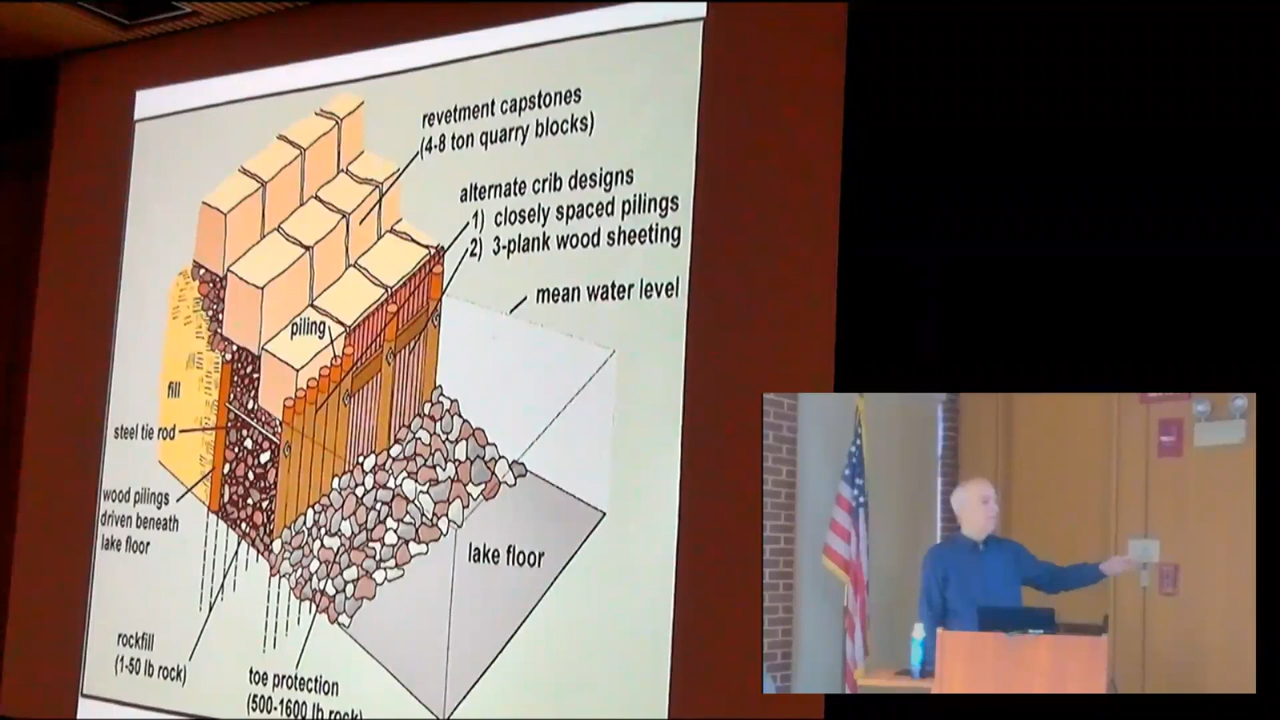 revetment capstones
(4-8 ton quarry blocks)
alternate crib designs
1) closely spaced pilings
2) 3-plank wood sheeting
mean water level
piling
fill
steel tie rod
wood pilings
driven beneath
lake floor
lake floor
rockfill
(1-50 lb rock)
toe protection
(500-1600 lb rock)